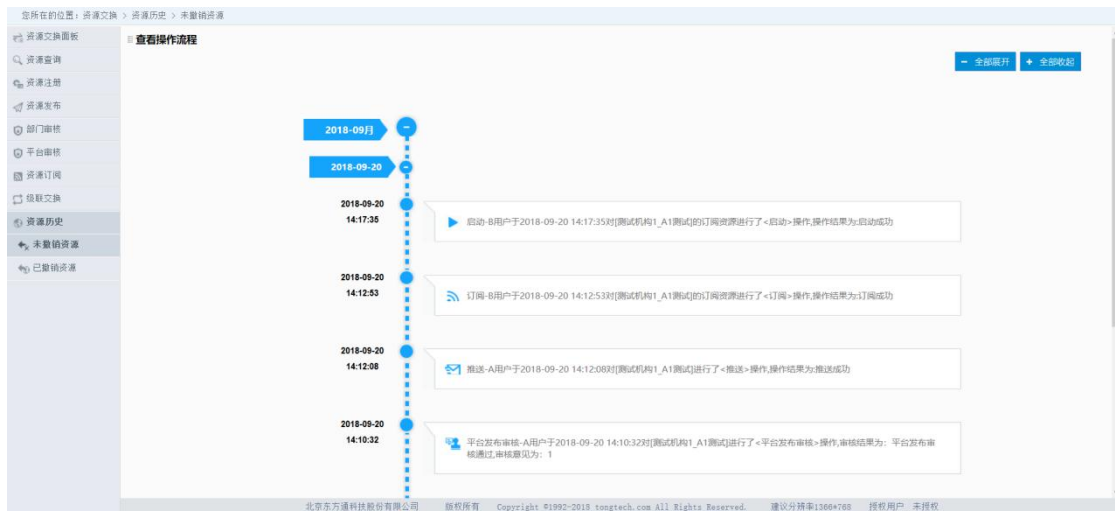 您所在的位置：资源交换 > 资源历史 > 未撤销资源
资源交换面板
资源查询
资源注册
资源发布
部门审核
平台审核
资源订阅
级联交换
资源历史
未撤销资源
已撤销资源
查看操作流程
− 全部展开
+ 全部收起
2018-09月
2018-09-20
2018-09-20
14:17:35
启动-B用户于2018-09-20 14:17:35对[测试机构1_A1测试]的订阅资源进行了<启动>操作,操作结果为:启动成功
2018-09-20
14:12:53
订阅-B用户于2018-09-20 14:12:53对[测试机构1_A1测试]的订阅资源进行了<订阅>操作,操作结果为:订阅成功
2018-09-20
14:12:08
推送-A用户于2018-09-20 14:12:08对[测试机构1_A1测试]进行了<推送>操作,操作结果为:推送成功
2018-09-20
14:10:32
平台发布审核-A用户于2018-09-20 14:10:32对[测试机构1_A1测试]进行了<平台发布审核>操作,审核结果为：平台发布审
核通过,审核意见为：1
北京东方通科技股份有限公司 版权所有 Copyright ©1992-2018 tongtech.com All Rights Reserved. 建议分辨率1366*768 授权用户 未授权